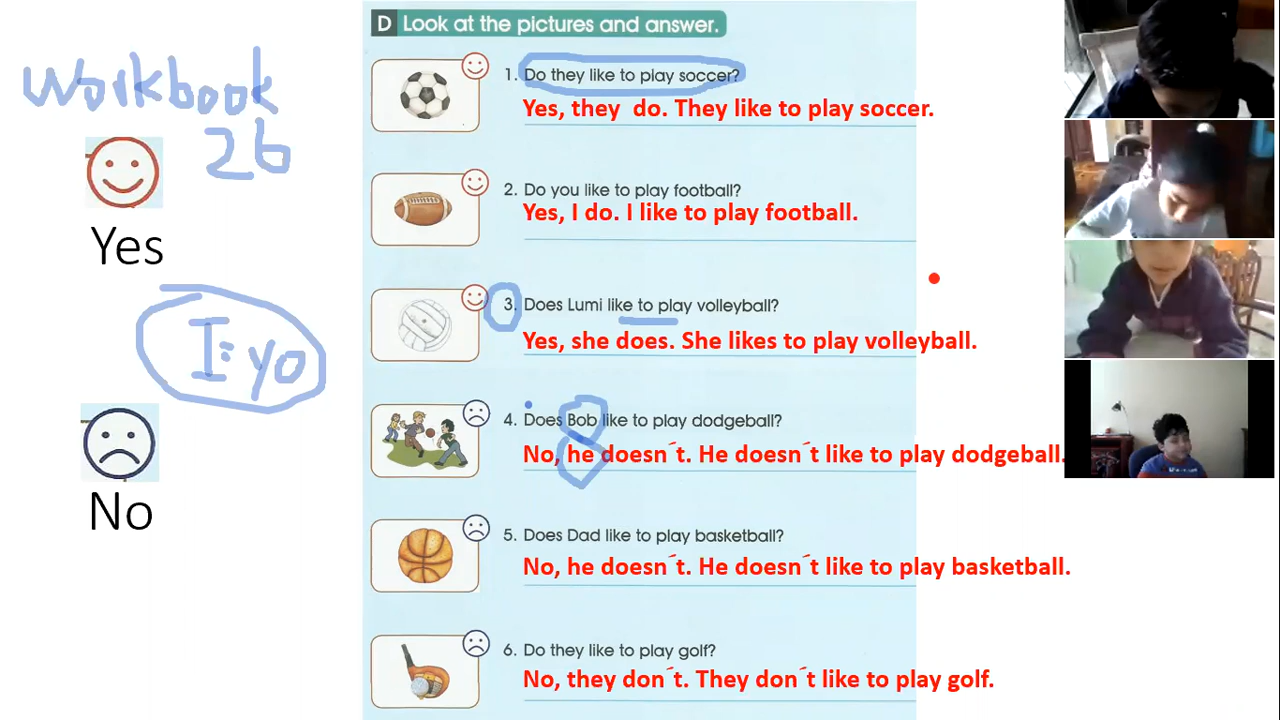 Workbook
26
Yes
I: yo
No
D Look at the pictures and answer.
1. Do they like to play soccer?
Yes, they do. They like to play soccer.
2. Do you like to play football?
Yes, I do. I like to play football.
3. Does Lumi like to play volleyball?
Yes, she does. She likes to play volleyball.
4. Does Bob like to play dodgeball?
No, he doesn´t. He doesn´t like to play dodgeball.
5. Does Dad like to play basketball?
No, he doesn´t. He doesn´t like to play basketball.
6. Do they like to play golf?
No, they don´t. They don´t like to play golf.